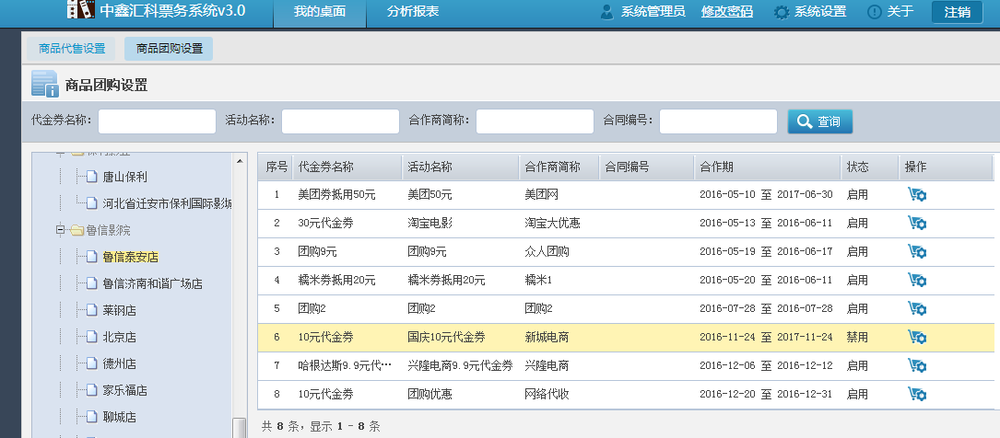 中鑫汇科票务系统v3.0 我的桌面 分析报表 系统管理员 修改密码 系统设置 关于 注销
商品代售设置 商品团购设置
商品团购设置
代金券名称: 活动名称: 合作商简称: 合同编号: 查询
唐山保利
河北省迁安市保利国际影城
鲁信影院
鲁信泰安店
鲁信济南和谐广场店
莱钢店
北京店
德州店
家乐福店
聊城店
序号 代金券名称 活动名称 合作商简称 合同编号 合作期 状态 操作
1 美团券抵用50元 美团50元 美团网 2016-05-10 至 2017-06-30 启用
2 30元代金券 淘宝电影 淘宝大优惠 2016-05-13 至 2016-06-11 启用
3 团购9元 团购9元 众人团购 2016-05-19 至 2016-06-17 启用
4 糯米券抵用20元 糯米券抵用20元 糯米1 2016-05-20 至 2016-06-11 启用
5 团购2 团购2 团购2 2016-07-28 至 2016-07-28 启用
6 10元代金券 国庆10元代金券 新城电商 2016-11-24 至 2017-11-24 禁用
7 哈根达斯9.9元代… 兴隆电商9.9元代金券 兴隆电商 2016-12-06 至 2016-12-12 启用
8 10元代金券 团购优惠 网络代收 2016-12-20 至 2016-12-31 启用
共 8 条，显示 1 - 8 条